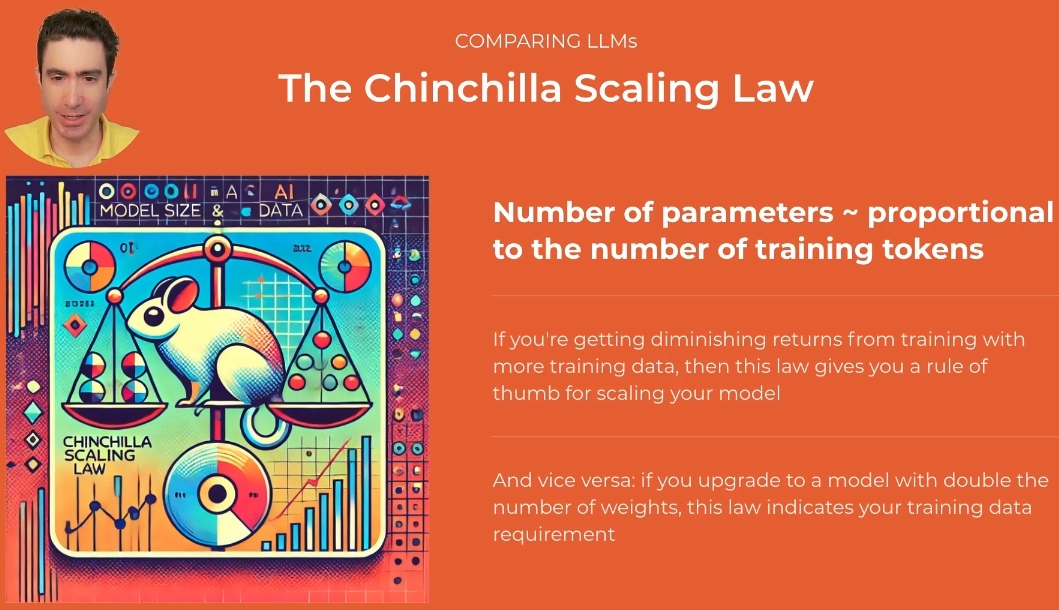 COMPARING LLMs
The Chinchilla Scaling Law
AI
MODEL SIZE & DATA
CHINCHILLA
SCALING
LAW
Number of parameters ~ proportional
to the number of training tokens
If you're getting diminishing returns from training with
more training data, then this law gives you a rule of
thumb for scaling your model
And vice versa: if you upgrade to a model with double the
number of weights, this law indicates your training data
requirement